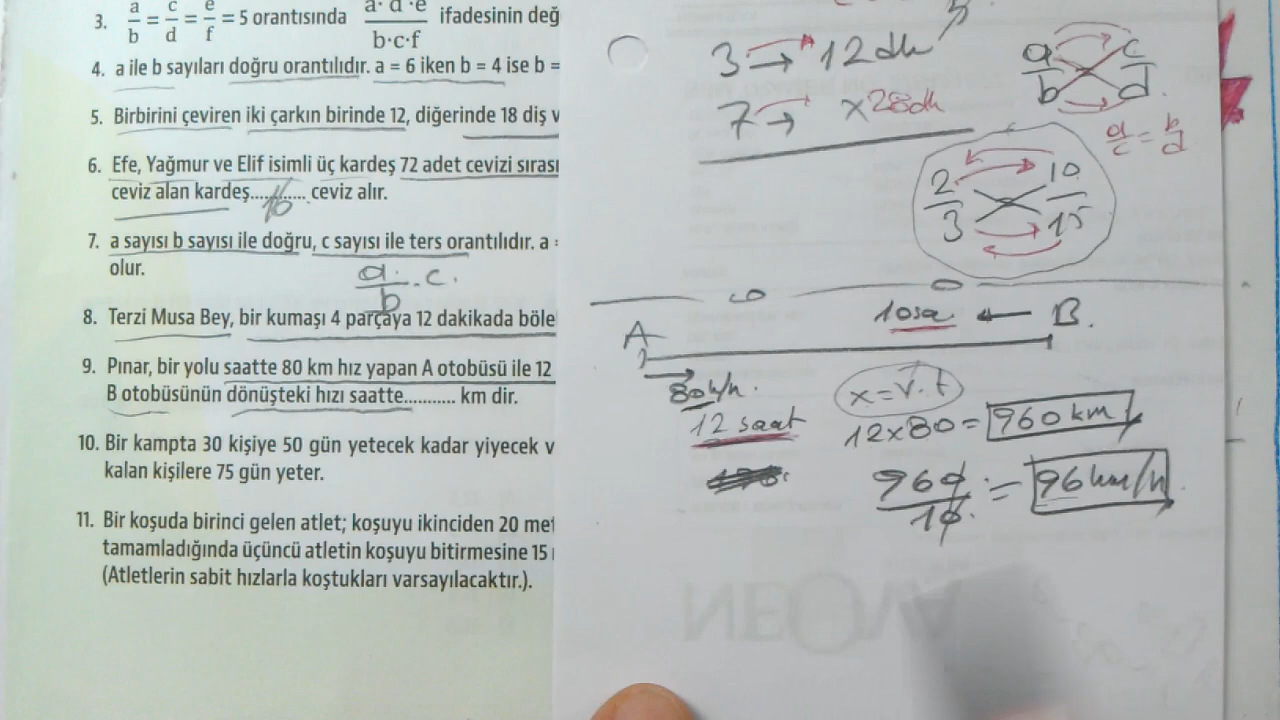 3. a/b = c/d = e/f = 5 orantısında a·d·e/b·c·f ifadesinin değ
4. a ile b sayıları doğru orantılıdır. a = 6 iken b = 4 ise b =
5. Birbirini çeviren iki çarkın birinde 12, diğerinde 18 diş v
6. Efe, Yağmur ve Elif isimli üç kardeş 72 adet cevizi sırası
ceviz alan kardeş....16...... ceviz alır.
7. a sayısı b sayısı ile doğru, c sayısı ile ters orantılıdır. a =
olur.
a/b · c.
8. Terzi Musa Bey, bir kumaşı 4 parçaya 12 dakikada böle
9. Pınar, bir yolu saatte 80 km hız yapan A otobüsü ile 12
B otobüsünün dönüşteki hızı saatte........... km dir.
10. Bir kampta 30 kişiye 50 gün yetecek kadar yiyecek v
kalan kişilere 75 gün yeter.
11. Bir koşuda birinci gelen atlet; koşuyu ikinciden 20 met
tamamladığında üçüncü atletin koşuyu bitirmesine 15
(Atletlerin sabit hızlarla koştukları varsayılacaktır.).
3 → 12 dk
7 → x 28dk
a/b c/d
a/c = b/d
2/3 10/15
A 10sa ← B.
80 k/h.
12 saat
x = v.t
12x80 = 960 km
960/10 = 96 km/h
NEOVA